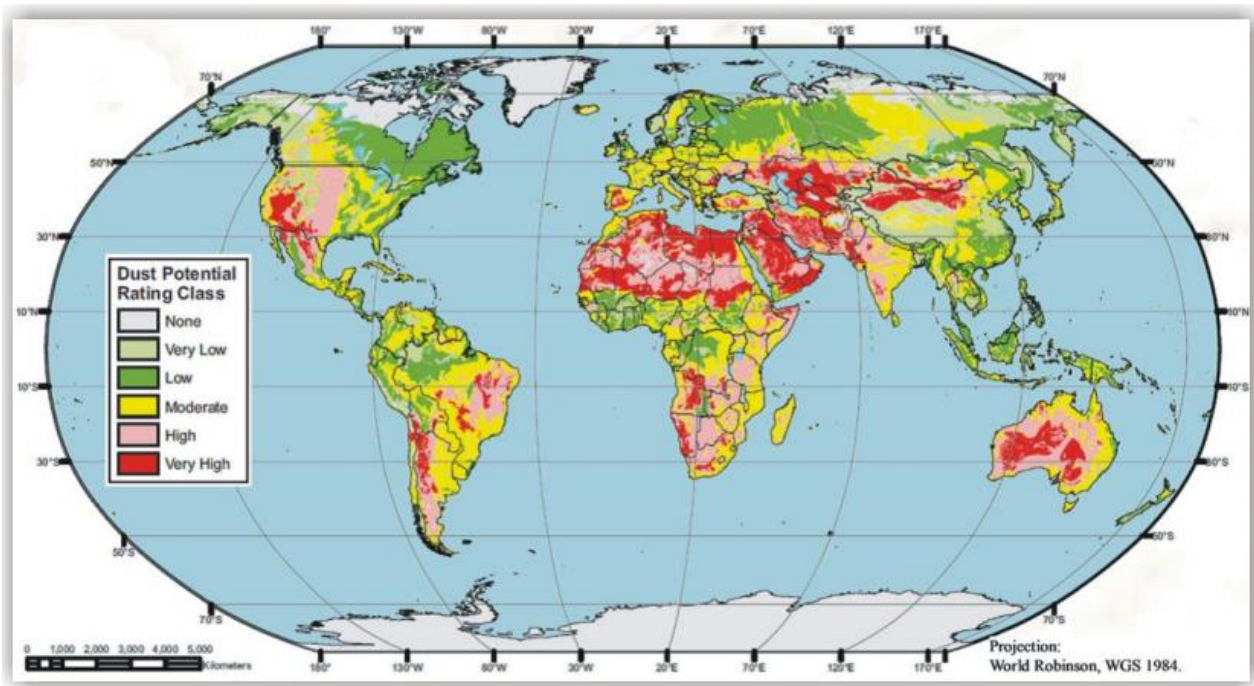 180° 130°W 80°W 30°W 20°E 70°E 120°E 170°E
70°N 70°N
50°N 50°N
30°N 30°N
Dust Potential
Rating Class
None
Very Low
Low
Moderate
High
Very High
10°N 10°N
10°S 10°S
30°S 30°S
50°S 50°S
70°S 70°S
0 1,000 2,000 3,000 4,000 5,000
Kilometers
180° 130°W 80°W 30°W 20°E 70°E 120°E 170°E
Projection:
World Robinson, WGS 1984.